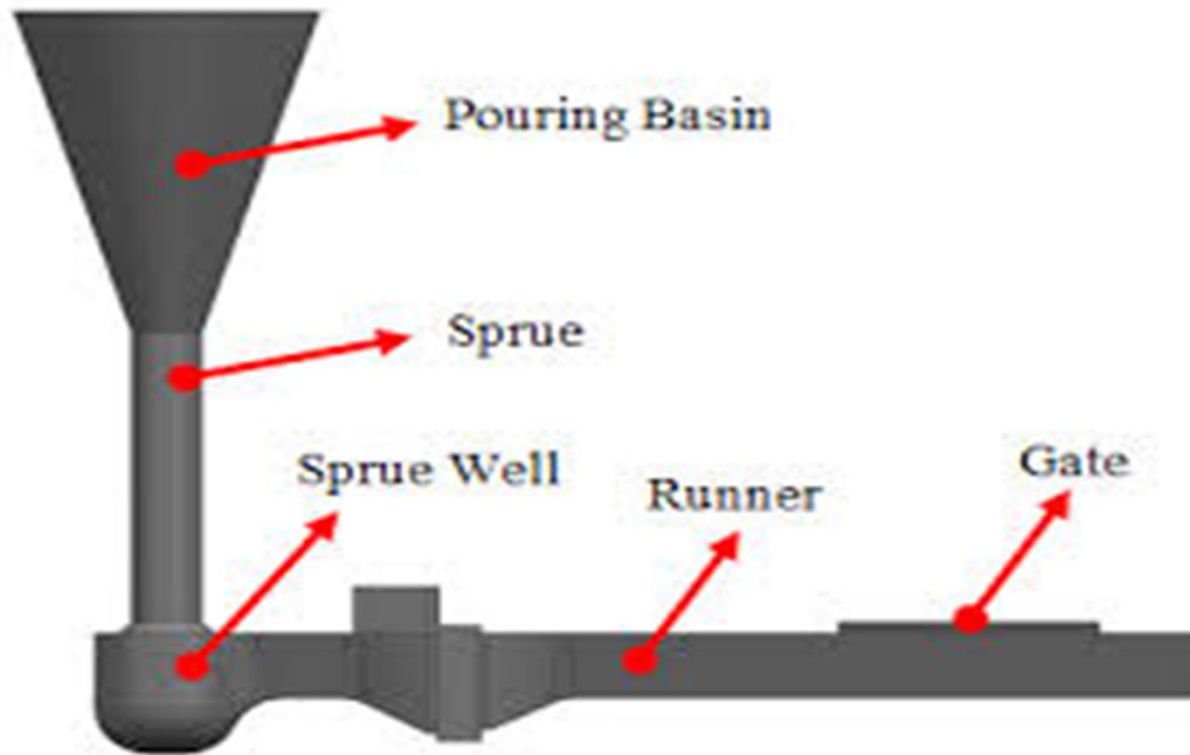 Pouring Basin
Sprue
Sprue Well
Runner
Gate